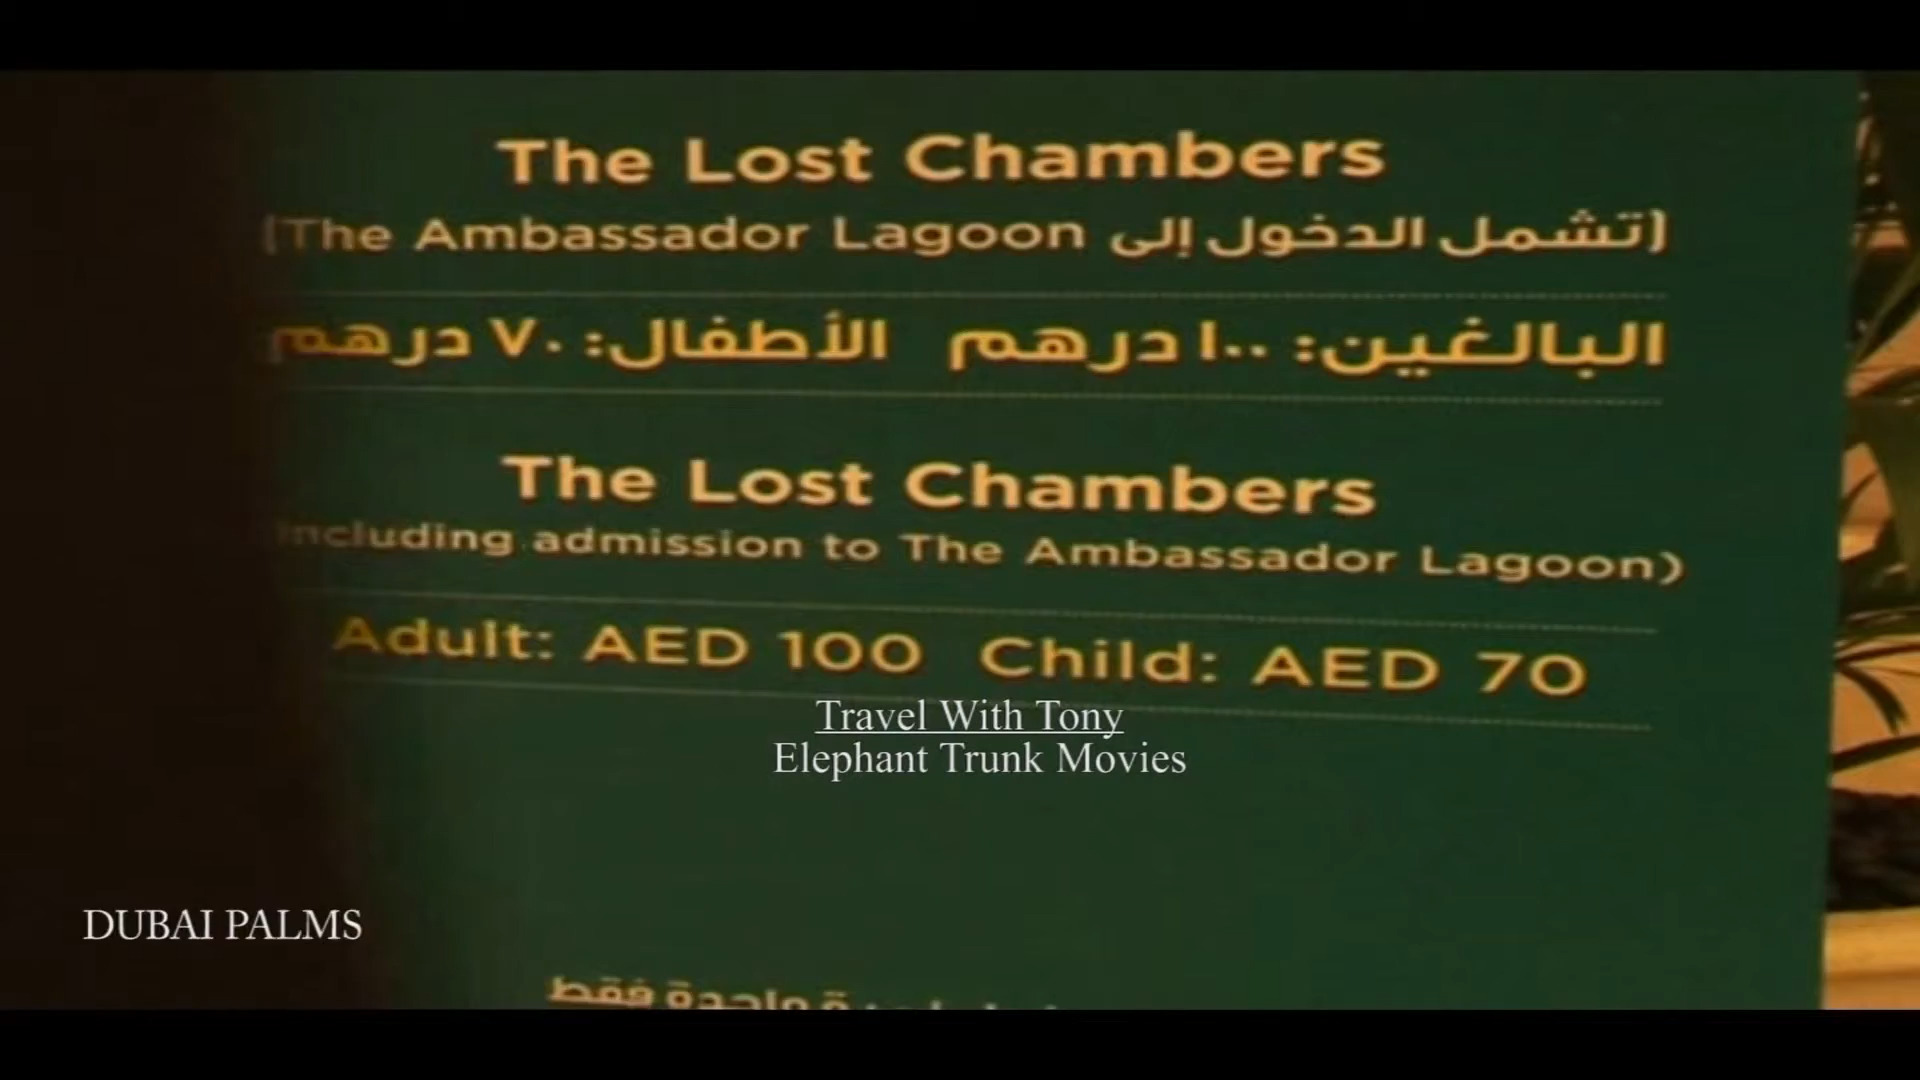 The Lost Chambers
(تشمل الدخول إلى The Ambassador Lagoon)
البالغين: ١٠٠ درهم الأطفال: ٧٠ درهم
The Lost Chambers
including admission to The Ambassador Lagoon)
Adult: AED 100 Child: AED 70
Travel With Tony
Elephant Trunk Movies
DUBAI PALMS
واحدة فقط